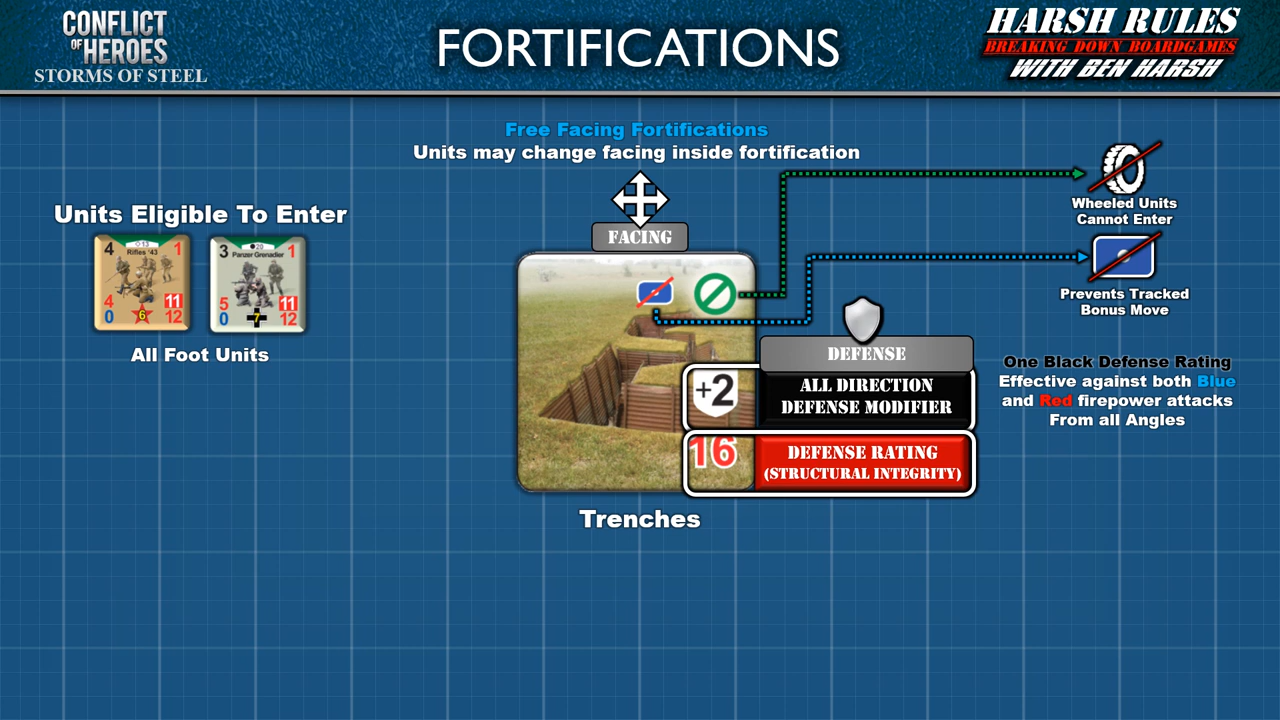 CONFLICT
OF
HEROES
STORMS OF STEEL
FORTIFICATIONS
HARSH RULES
BREAKING DOWN BOARDGAMES
WITH BEN HARSH
Free Facing Fortifications
Units may change facing inside fortification
FACING
Units Eligible To Enter
4 13 1
Rifles '43
4 11
0 6 12
3 20 1
Panzer Grenadier
5 11
0 7 12
All Foot Units
Wheeled Units
Cannot Enter
Prevents Tracked
Bonus Move
DEFENSE
+2
ALL DIRECTION
DEFENSE MODIFIER
16
DEFENSE RATING
(STRUCTURAL INTEGRITY)
One Black Defense Rating
Effective against both Blue
and Red firepower attacks
From all Angles
Trenches